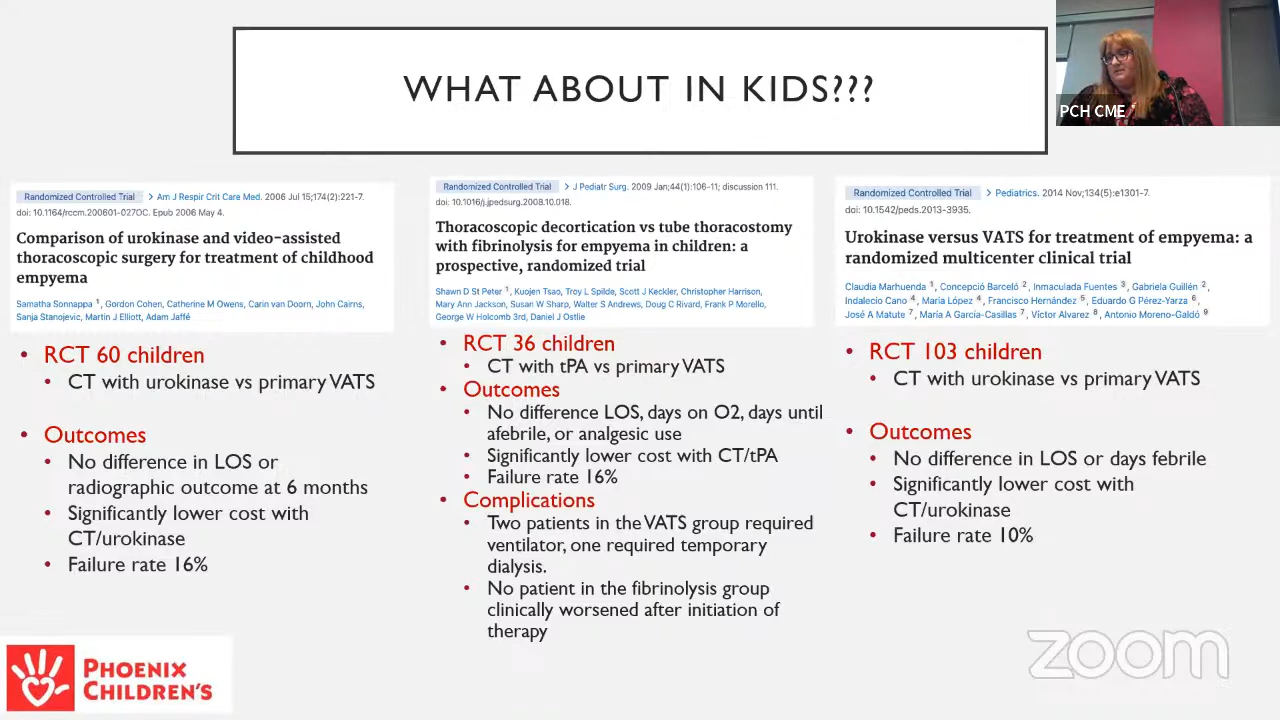 WHAT ABOUT IN KIDS???
PCH CME
Randomized Controlled Trial > Am J Respir Crit Care Med. 2006 Jul 15;174(2):221-7.
doi: 10.1164/rccm.200601-027OC. Epub 2006 May 4.
Comparison of urokinase and video-assisted
thoracoscopic surgery for treatment of childhood
empyema
Samatha Sonnappa 1, Gordon Cohen, Catherine M Owens, Carin van Doorn, John Cairns,
Sanja Stanojevic, Martin J Elliott, Adam Jaffé
• RCT 60 children
• CT with urokinase vs primary VATS
• Outcomes
• No difference in LOS or
radiographic outcome at 6 months
• Significantly lower cost with
CT/urokinase
• Failure rate 16%
Randomized Controlled Trial > J Pediatr Surg. 2009 Jan;44(1):106-11; discussion 111.
doi: 10.1016/j.jpedsurg.2008.10.018.
Thoracoscopic decortication vs tube thoracostomy
with fibrinolysis for empyema in children: a
prospective, randomized trial
Shawn D St Peter 1, Kuojen Tsao, Troy L Spilde, Scott J Keckler, Christopher Harrison,
Mary Ann Jackson, Susan W Sharp, Walter S Andrews, Doug C Rivard, Frank P Morello,
George W Holcomb 3rd, Daniel J Ostlie
• RCT 36 children
• CT with tPA vs primary VATS
• Outcomes
• No difference LOS, days on O2, days until
afebrile, or analgesic use
• Significantly lower cost with CT/tPA
• Failure rate 16%
• Complications
• Two patients in the VATS group required
ventilator, one required temporary
dialysis.
• No patient in the fibrinolysis group
clinically worsened after initiation of
therapy
Randomized Controlled Trial > Pediatrics. 2014 Nov;134(5):e1301-7.
doi: 10.1542/peds.2013-3935.
Urokinase versus VATS for treatment of empyema: a
randomized multicenter clinical trial
Claudia Marhuenda 1, Concepció Barceló 2, Inmaculada Fuentes 3, Gabriela Guillén 2,
Indalecio Cano 4, María López 4, Francisco Hernández 5, Eduardo G Pérez-Yarza 6,
José A Matute 7, María A García-Casillas 7, Víctor Alvarez 8, Antonio Moreno-Galdó 9
• RCT 103 children
• CT with urokinase vs primary VATS
• Outcomes
• No difference in LOS or days febrile
• Significantly lower cost with
CT/urokinase
• Failure rate 10%
PHOENIX
CHILDREN'S
zoom